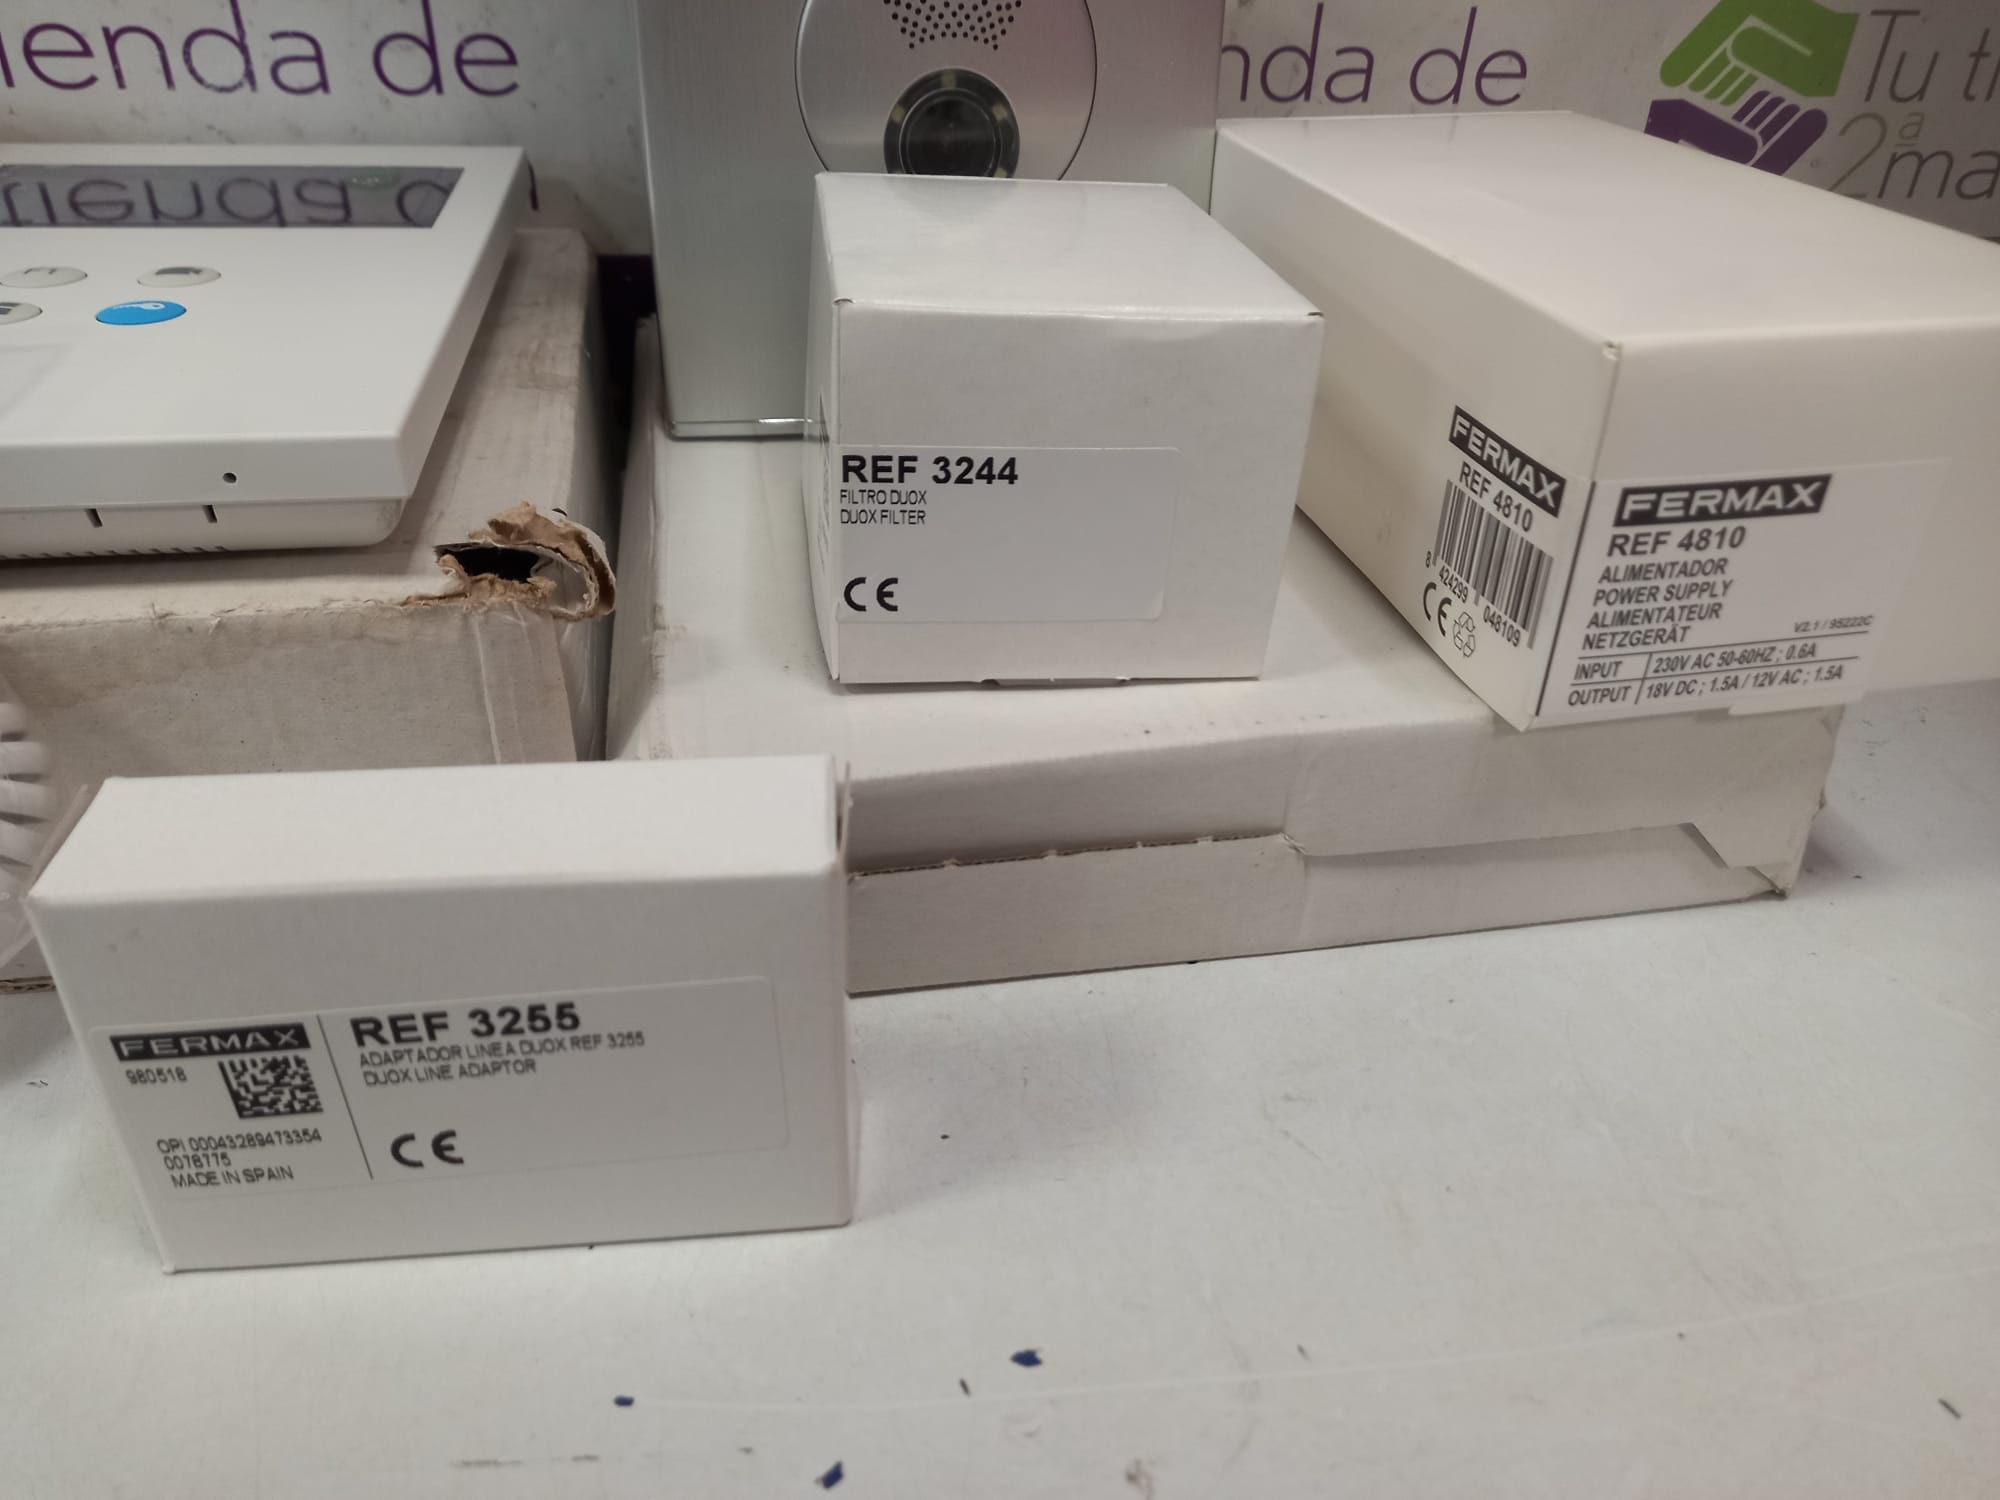 ienda de
nda de
Tu ti
2ª ma
tienda d
REF 3244
FILTRO DUOX
DUOX FILTER
CE
FERMAX
REF 4810
8 424299 048109
CE
FERMAX
REF 4810
ALIMENTADOR
POWER SUPPLY
ALIMENTATEUR
NETZGERÄT
V2.1 / 95222C
INPUT 230V AC 50-60HZ ; 0.6A
OUTPUT 18V DC ; 1.5A / 12V AC ; 1.5A
FERMAX
980518
OPI 00043289473354
0078775
MADE IN SPAIN
REF 3255
ADAPTADOR LINEA DUOX REF 3255
DUOX LINE ADAPTOR
CE